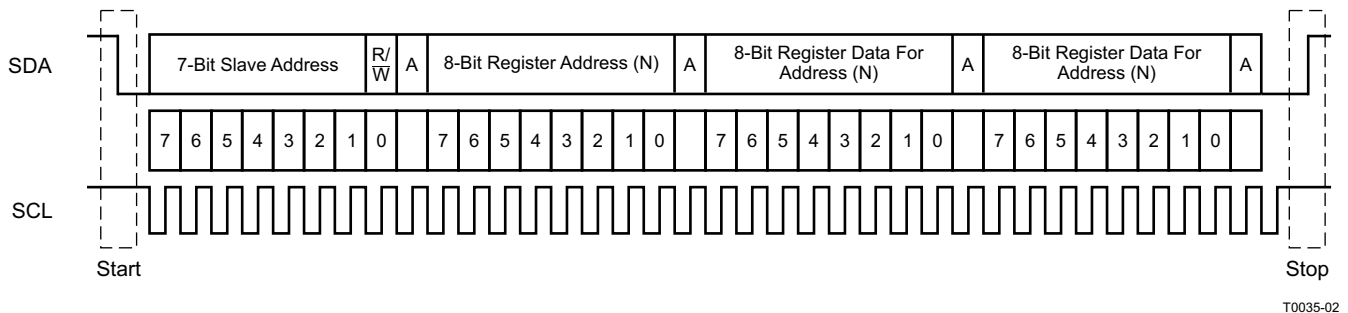 SDA
7-Bit Slave Address
R/
W
A
8-Bit Register Address (N)
A
8-Bit Register Data For
Address (N)
A
8-Bit Register Data For
Address (N)
A
7 6 5 4 3 2 1 0 7 6 5 4 3 2 1 0 7 6 5 4 3 2 1 0 7 6 5 4 3 2 1 0
SCL
Start
Stop
T0035-02